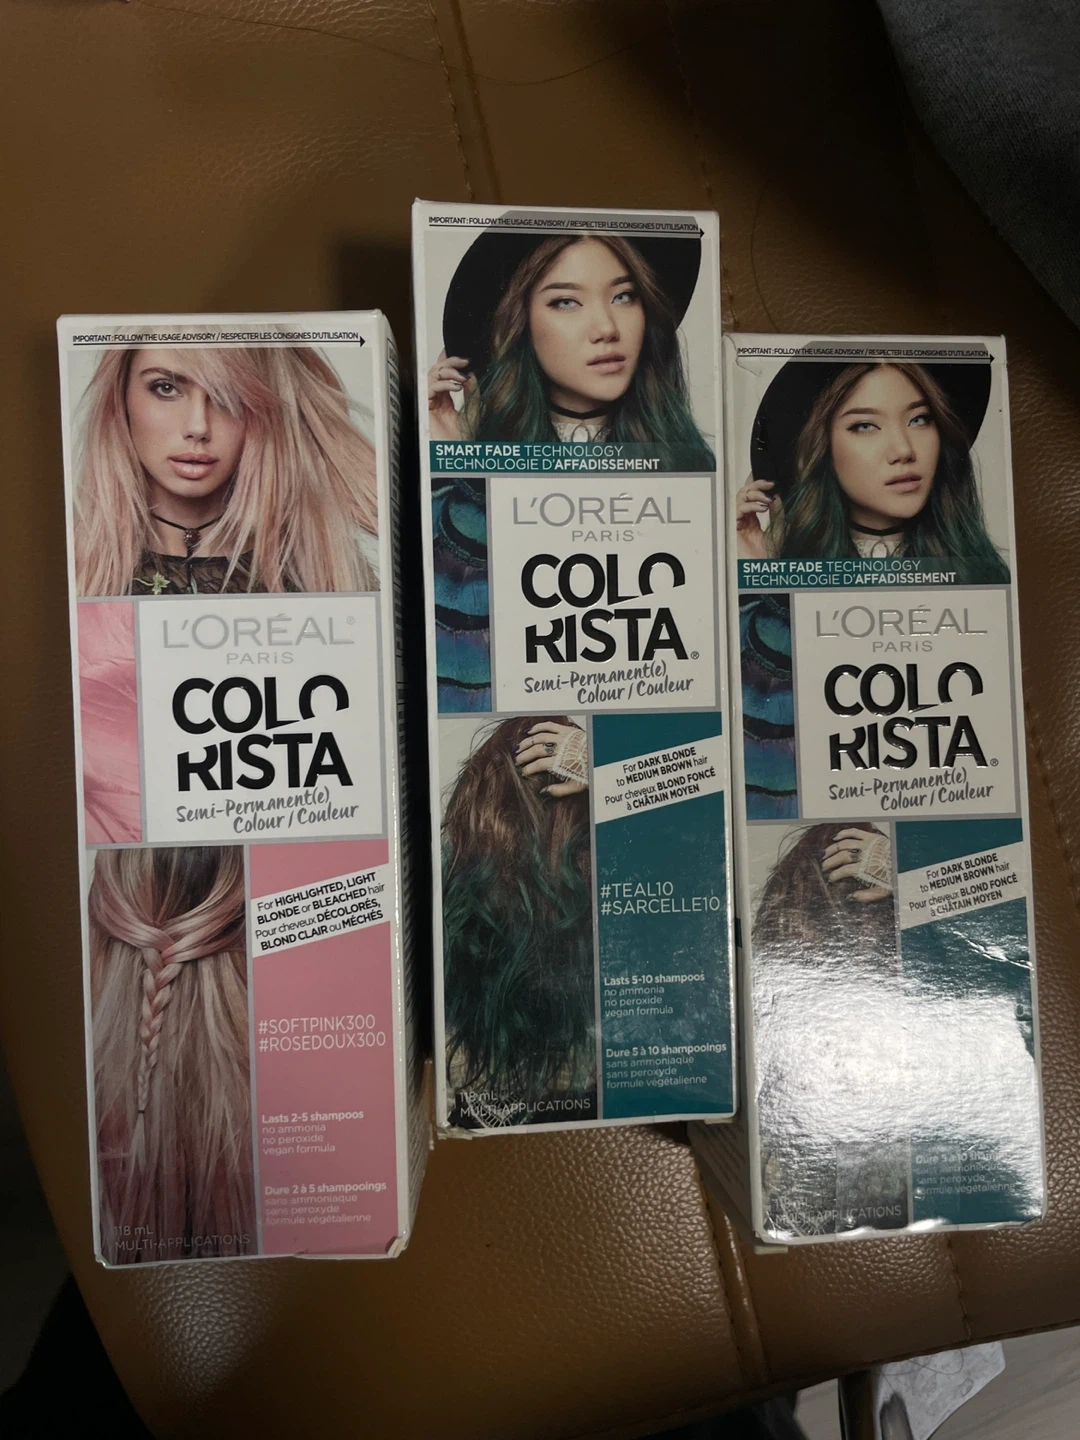 IMPORTANT: FOLLOW THE USAGE ADVISORY / RESPECTER LES CONSIGNES D'UTILISATION
L'ORÉAL®
PARIS
COLO
RISTA
Semi-Permanent(e)
Colour / Couleur
For HIGHLIGHTED, LIGHT
BLONDE or BLEACHED hair
Pour cheveux DÉCOLORÉS,
BLOND CLAIR ou MÉCHÉS
#SOFTPINK300
#ROSEDOUX300
Lasts 2-5 shampoos
no ammonia
no peroxide
vegan formula
Dure 2 à 5 shampooings
sans ammoniaque
sans peroxyde
formule végétalienne
118 mL
MULTI-APPLICATIONS
IMPORTANT: FOLLOW THE USAGE ADVISORY / RESPECTER LES CONSIGNES D'UTILISATION
SMART FADE TECHNOLOGY
TECHNOLOGIE D'AFFADISSEMENT
L'ORÉAL
PARIS
COLO
RISTA®
Semi-Permanent(e)
Colour / Couleur
For DARK BLONDE
to MEDIUM BROWN hair
Pour cheveux BLOND FONCÉ
à CHÂTAIN MOYEN
#TEAL10
#SARCELLE10
Lasts 5-10 shampoos
no ammonia
no peroxide
vegan formula
Dure 5 à 10 shampooings
sans ammoniaque
sans peroxyde
formule végétalienne
118 mL
MULTI-APPLICATIONS
IMPORTANT: FOLLOW THE USAGE ADVISORY / RESPECTER LES CONSIGNES D'UTILISATION
SMART FADE TECHNOLOGY
TECHNOLOGIE D'AFFADISSEMENT
L'ORÉAL
PARIS
COLO
RISTA®
Semi-Permanent(e)
Colour / Couleur
For DARK BLONDE
to MEDIUM BROWN hair
Pour cheveux BLOND FONCÉ
à CHÂTAIN MOYEN
Dure 5 à 10
sans ammoniaque
sans peroxyde
formule végétalienne
MULTI-APPLICATIONS